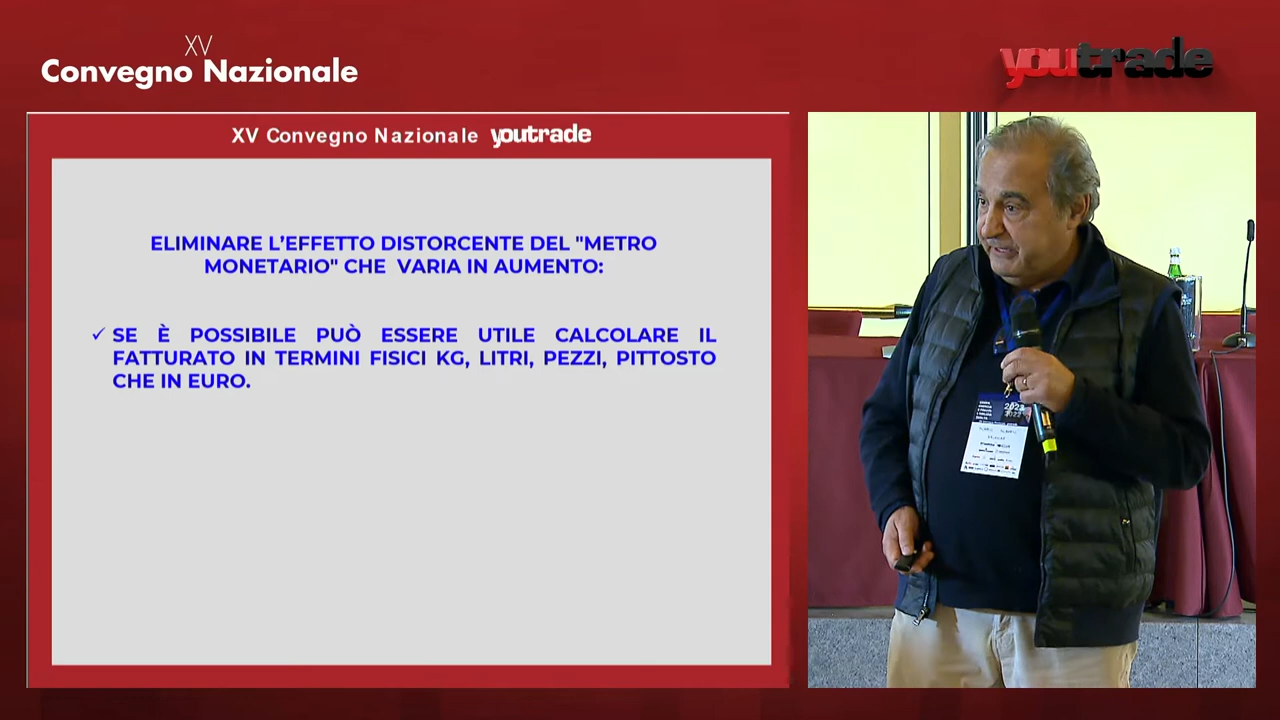 XV
Convegno Nazionale
youtrade
XV Convegno Nazionale youtrade
ELIMINARE L’EFFETTO DISTORCENTE DEL "METRO
MONETARIO" CHE VARIA IN AUMENTO:
✓ SE È POSSIBILE PUÒ ESSERE UTILE CALCOLARE IL
FATTURATO IN TERMINI FISICI KG, LITRI, PEZZI, PITTOSTO
CHE IN EURO.
2022